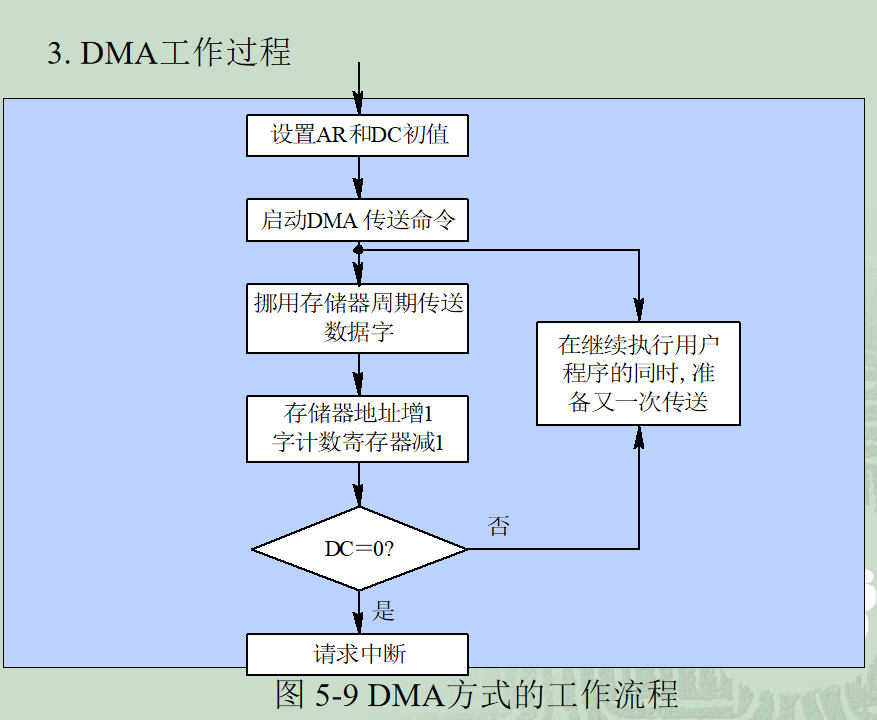 3. DMA工作过程
设置AR和DC初值
启动DMA 传送命令
挪用存储器周期传送
数据字
在继续执行用户
程序的同时, 准
备又一次传送
存储器地址增1
字计数寄存器减1
DC＝0?
否
是
请求中断
图 5-9 DMA方式的工作流程